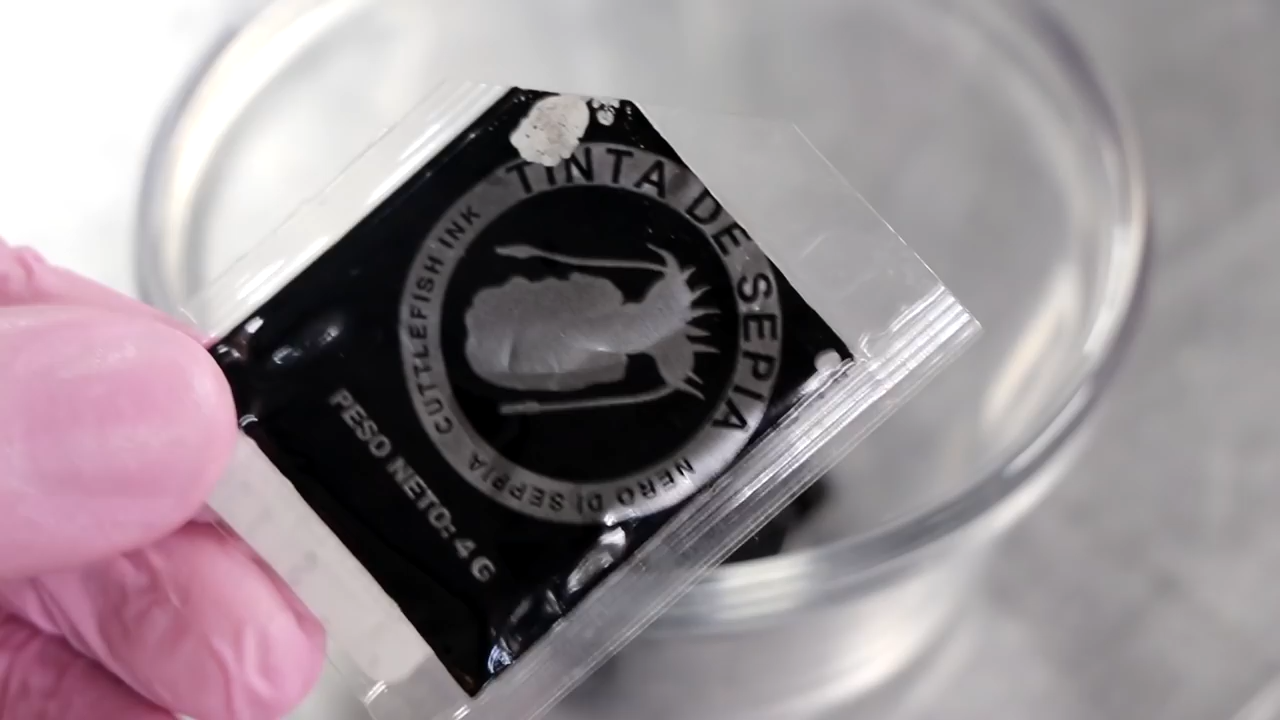 TINTA DE SEPIA
CUTTLEFISH INK
NERO DI SEPPIA
PESO NETO: 4 G